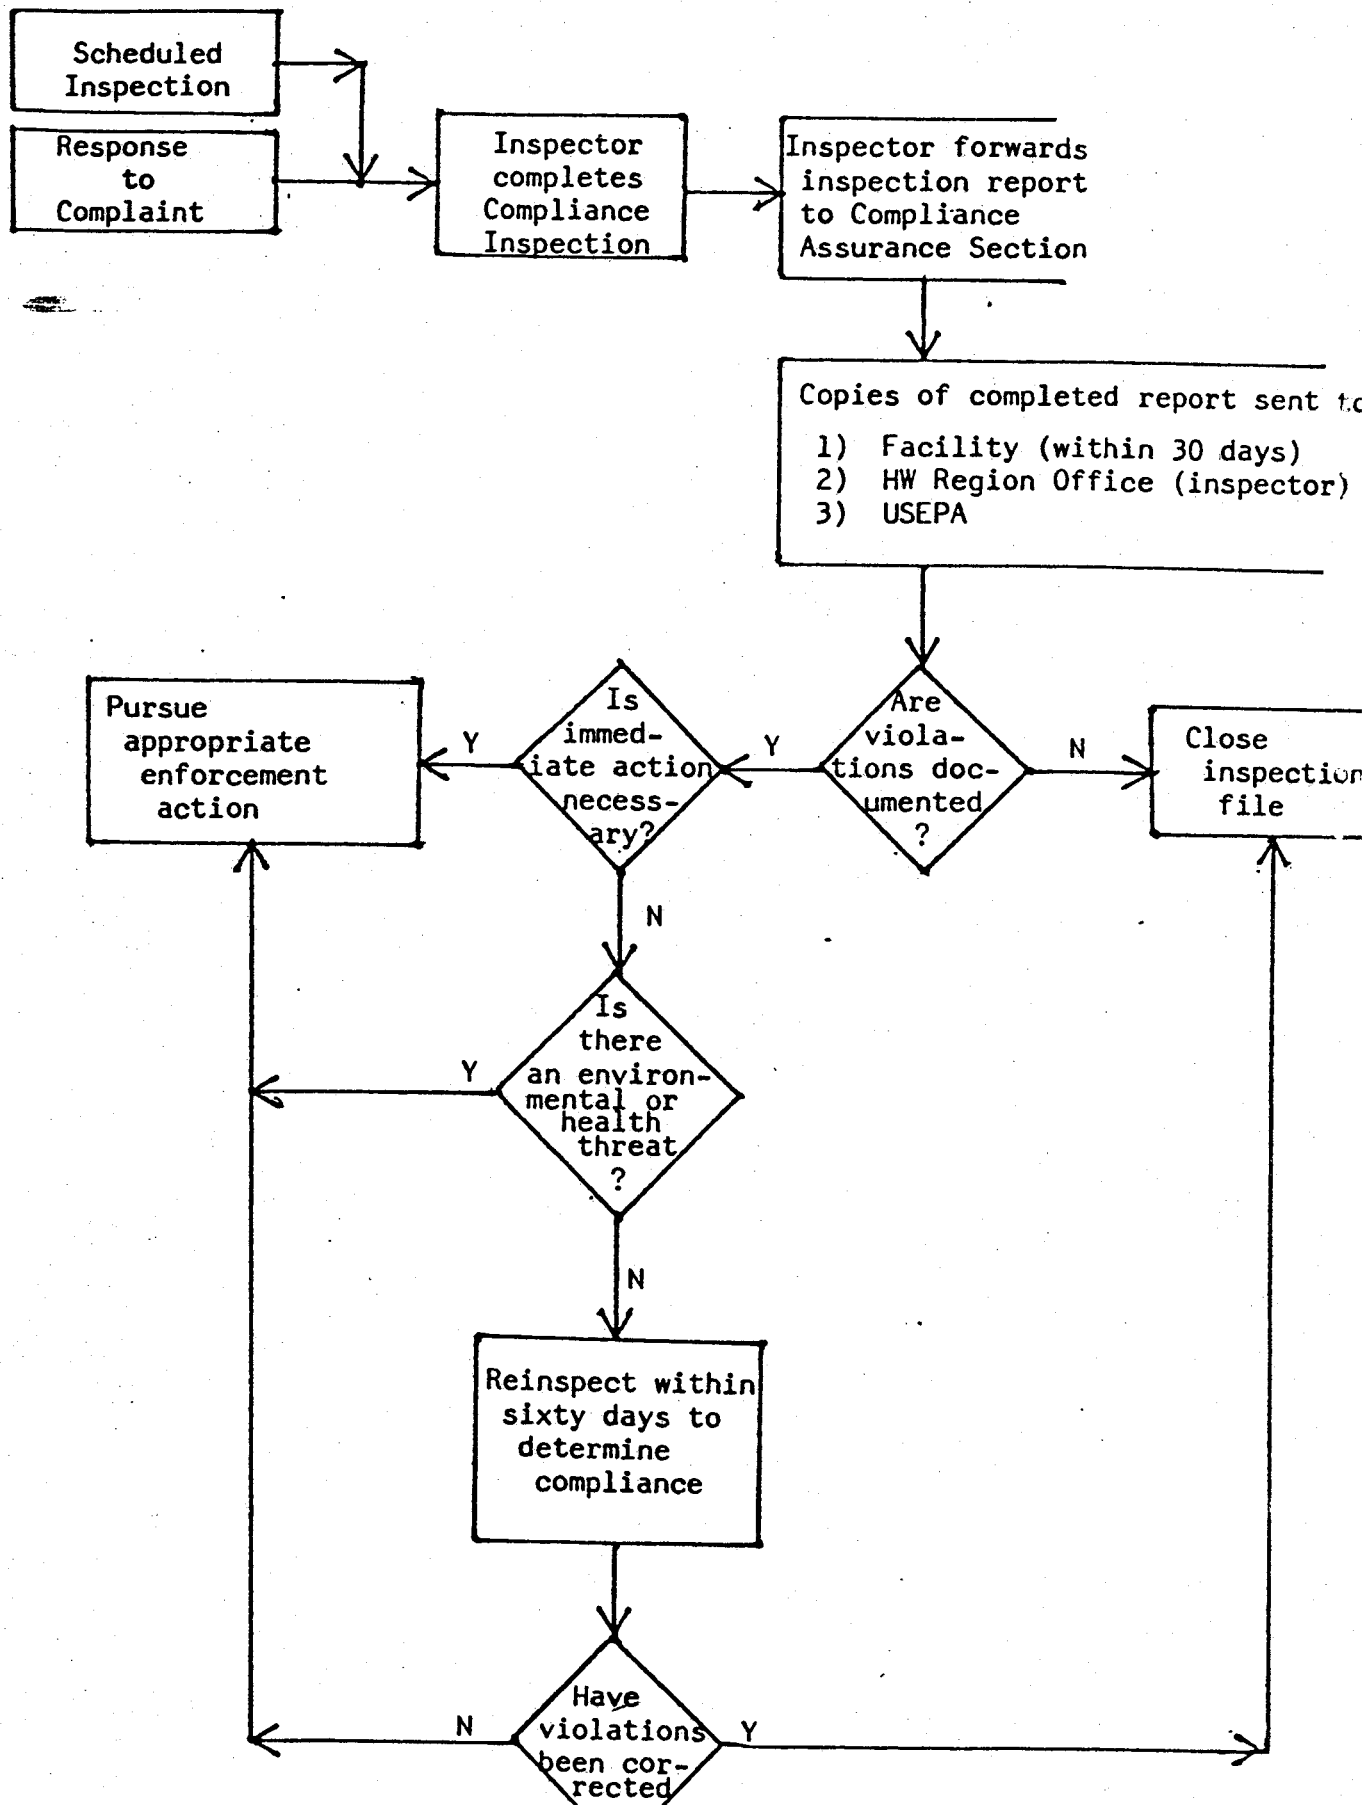 Scheduled
Inspection
Response
to
Complaint
Inspector
completes
Compliance
Inspection
Inspector forwards
inspection report
to Compliance
Assurance Section
Copies of completed report sent to
1) Facility (within 30 days)
2) HW Region Office (inspector)
3) USEPA
Are
viola-
tions doc-
umented
?
Y
N
Close
inspection
file
Is
immed-
iate action
necess-
ary?
Y
N
Pursue
appropriate
enforcement
action
Is
there
an environ-
mental or
health
threat
?
Y
N
Reinspect within
sixty days to
determine
compliance
Have
violations
been cor-
rected
N
Y